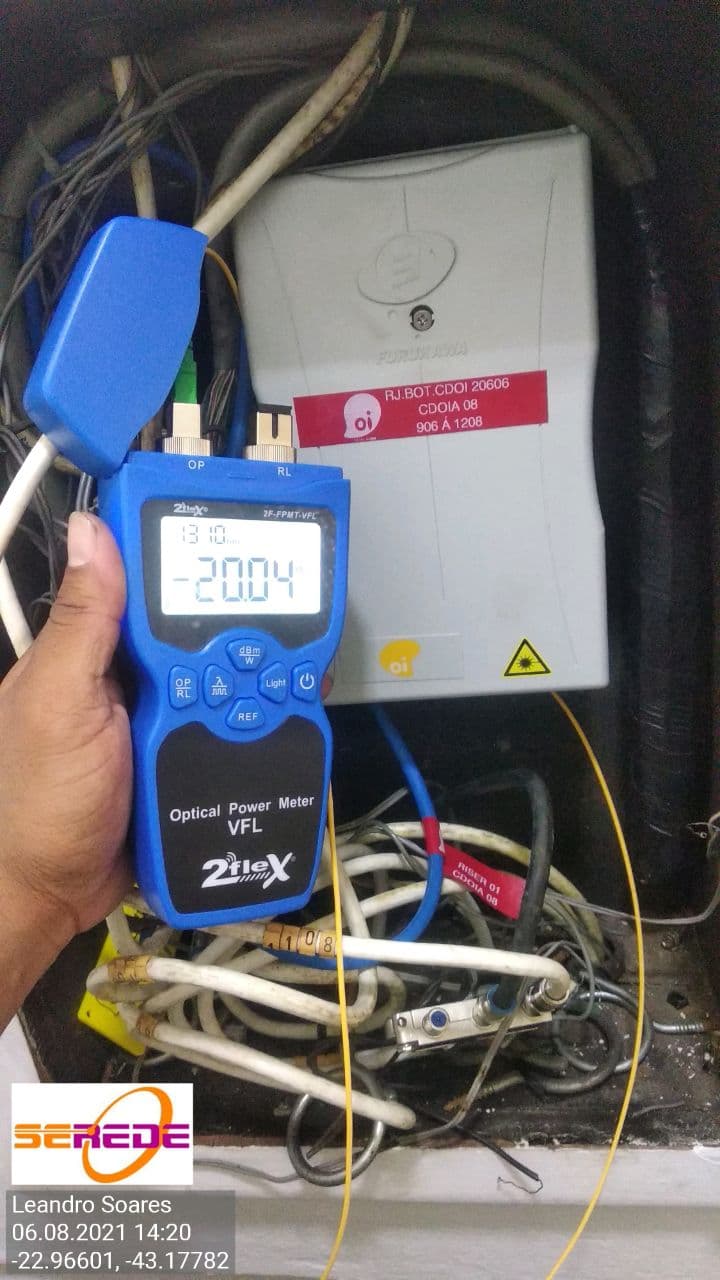 FURUKAWA
RJ.BOT.CDOI 20606
CDOIA 08
906 Á 1208
oi
OP
RL
2fleX
2F-FPMT-VFL
1310nm
-20.04
dBm
W
OP
RL
λ
Light
REF
Optical Power Meter
VFL
2fleX®
oi
RISER 01
CDOIA 08
1108
SEREDE
Leandro Soares
06.08.2021 14:20
-22.96601, -43.17782